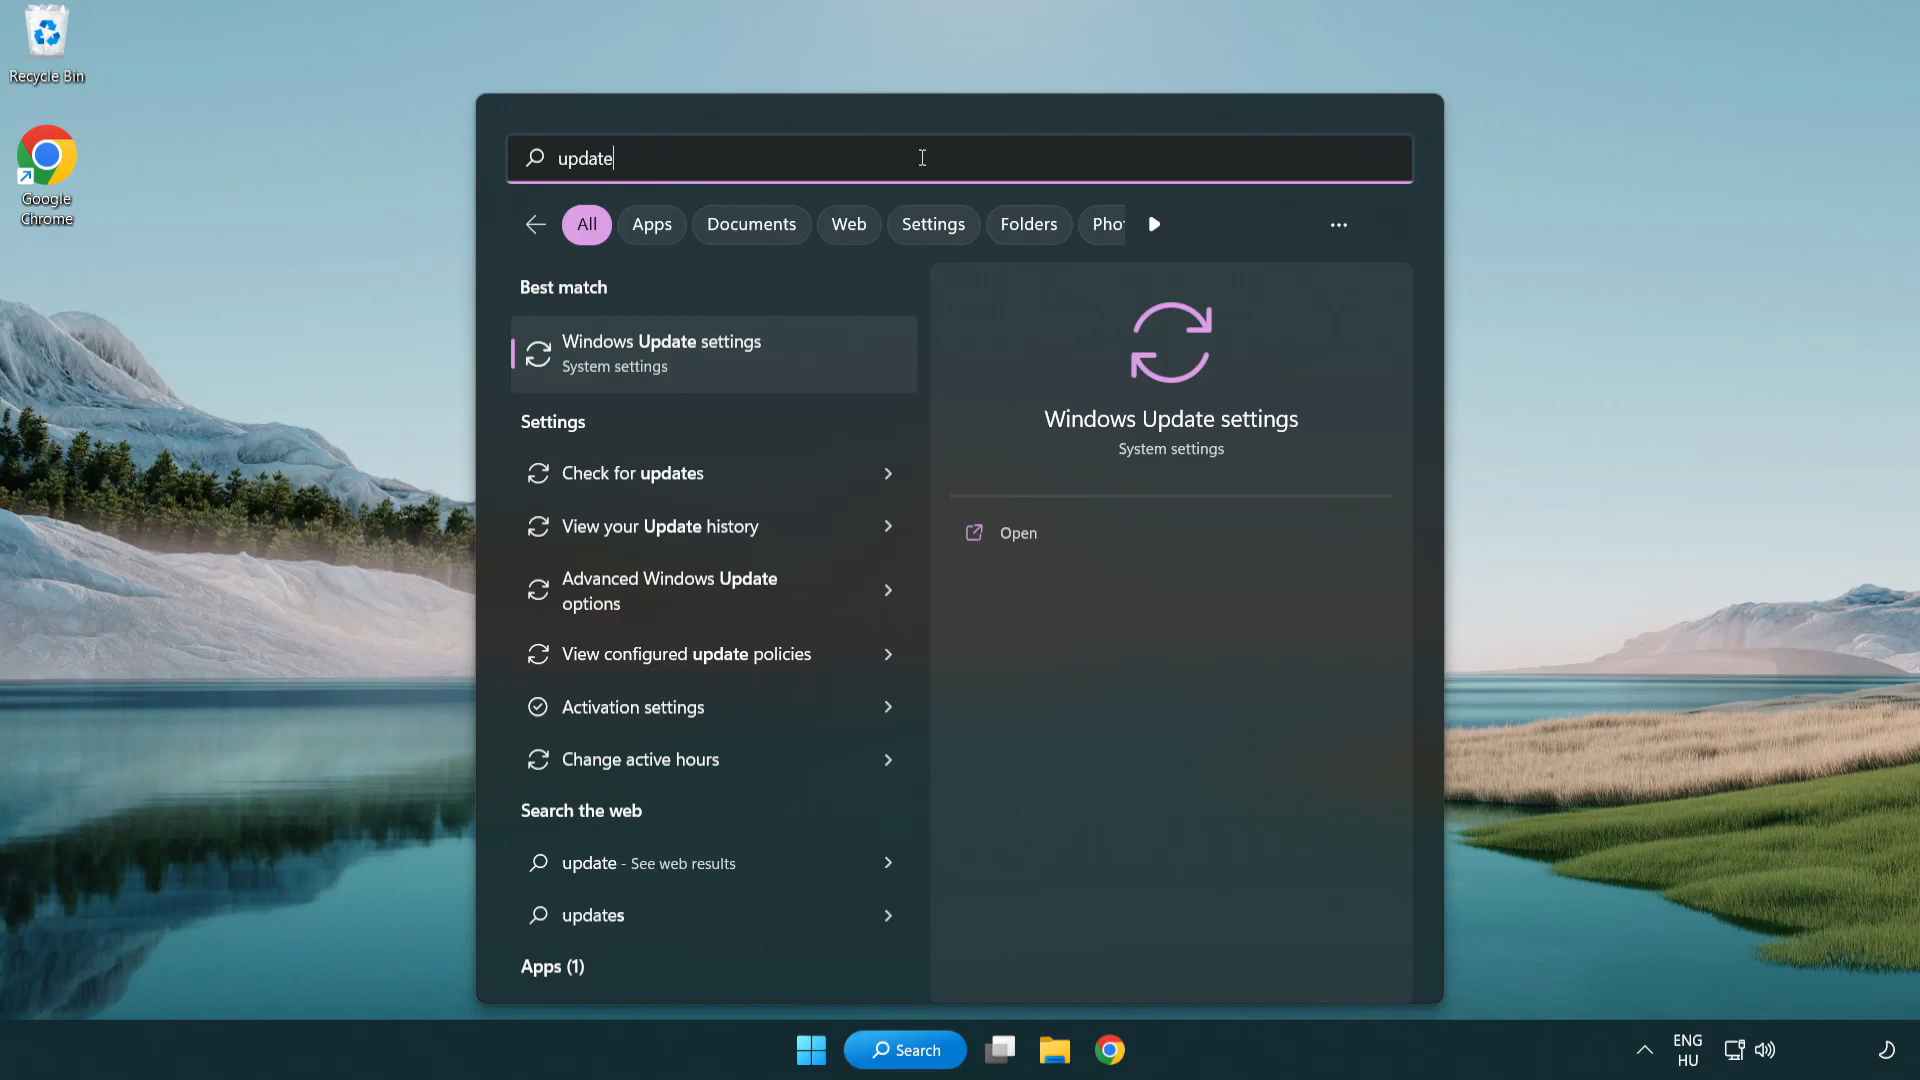 Recycle Bin
Google
Chrome
update
All
Apps
Documents
Web
Settings
Folders
Pho
Best match
Windows Update settings
System settings
Settings
Check for updates
View your Update history
Advanced Windows Update
options
View configured update policies
Activation settings
Change active hours
Search the web
update - See web results
updates
Apps (1)
Windows Update settings
System settings
Open
Search
ENG
HU